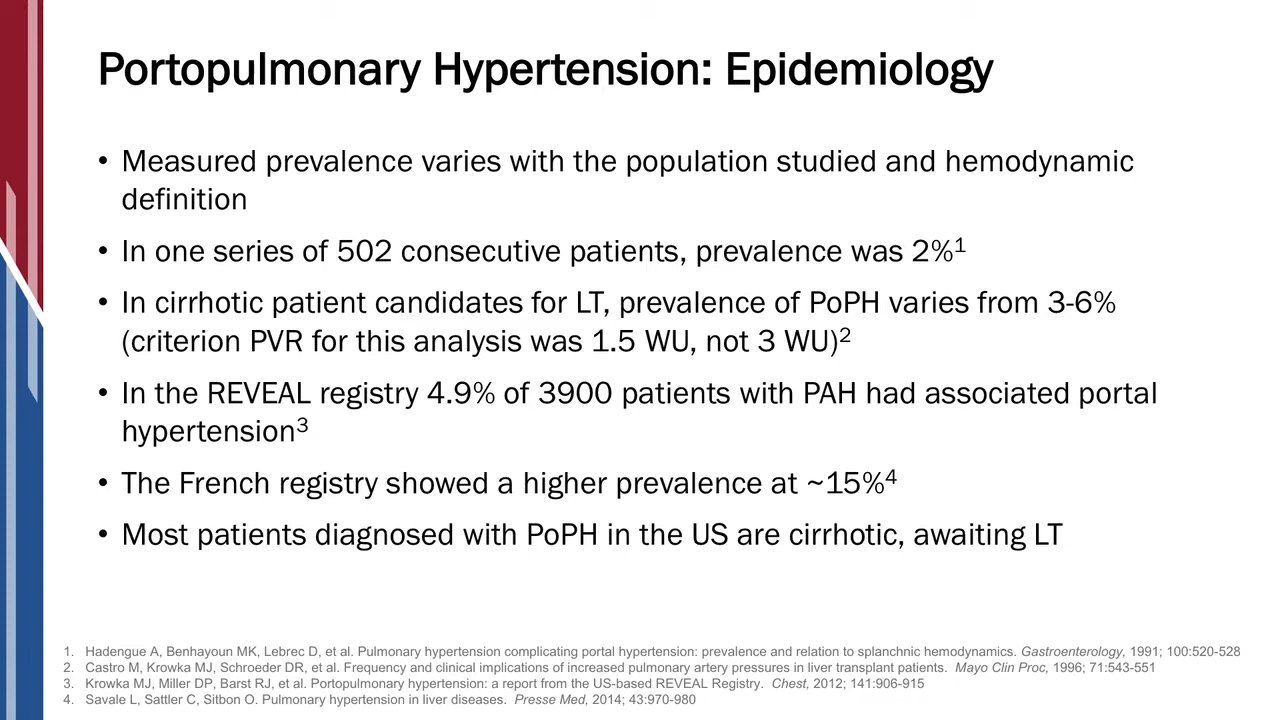 Portopulmonary Hypertension: Epidemiology
• Measured prevalence varies with the population studied and hemodynamic
definition
• In one series of 502 consecutive patients, prevalence was 2%¹
• In cirrhotic patient candidates for LT, prevalence of PoPH varies from 3-6%
(criterion PVR for this analysis was 1.5 WU, not 3 WU)²
• In the REVEAL registry 4.9% of 3900 patients with PAH had associated portal
hypertension³
• The French registry showed a higher prevalence at ~15%⁴
• Most patients diagnosed with PoPH in the US are cirrhotic, awaiting LT
1. Hadengue A, Benhayoun MK, Lebrec D, et al. Pulmonary hypertension complicating portal hypertension: prevalence and relation to splanchnic hemodynamics. Gastroenterology, 1991; 100:520-528
2. Castro M, Krowka MJ, Schroeder DR, et al. Frequency and clinical implications of increased pulmonary artery pressures in liver transplant patients. Mayo Clin Proc, 1996; 71:543-551
3. Krowka MJ, Miller DP, Barst RJ, et al. Portopulmonary hypertension: a report from the US-based REVEAL Registry. Chest, 2012; 141:906-915
4. Savale L, Sattler C, Sitbon O. Pulmonary hypertension in liver diseases. Presse Med, 2014; 43:970-980